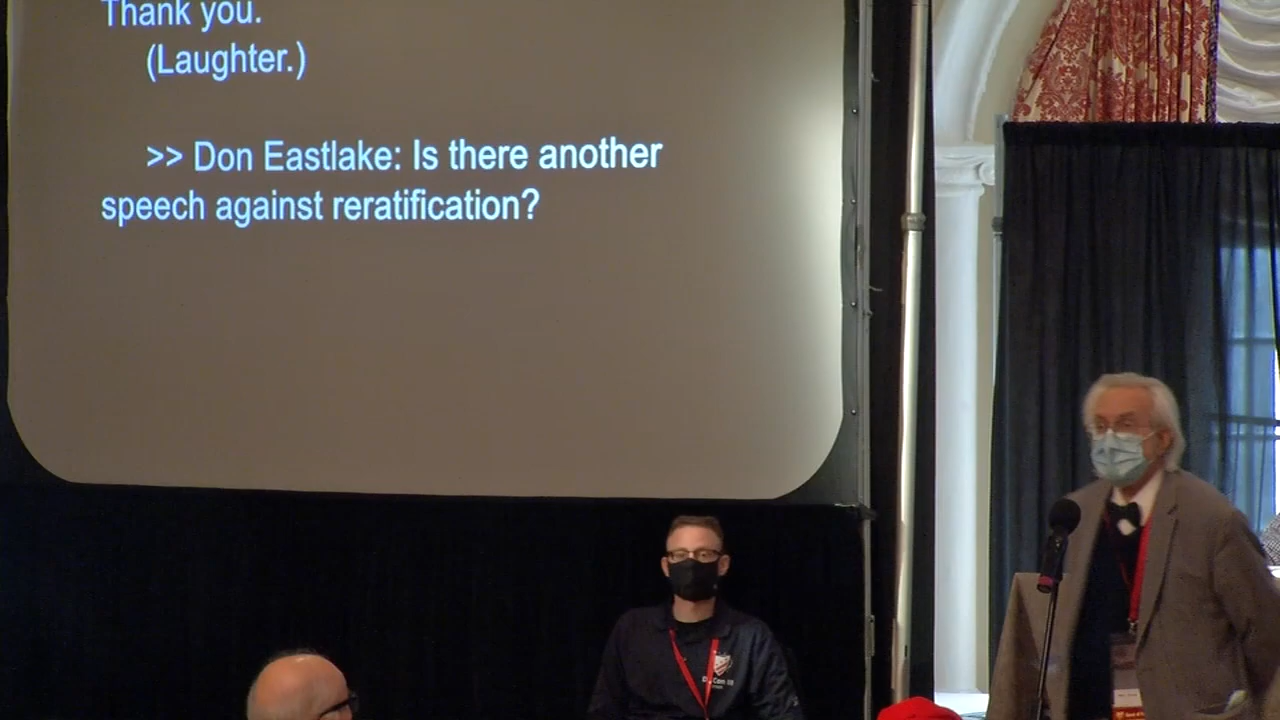 Thank you.
(Laughter.)
>> Don Eastlake: Is there another
speech against reratification?